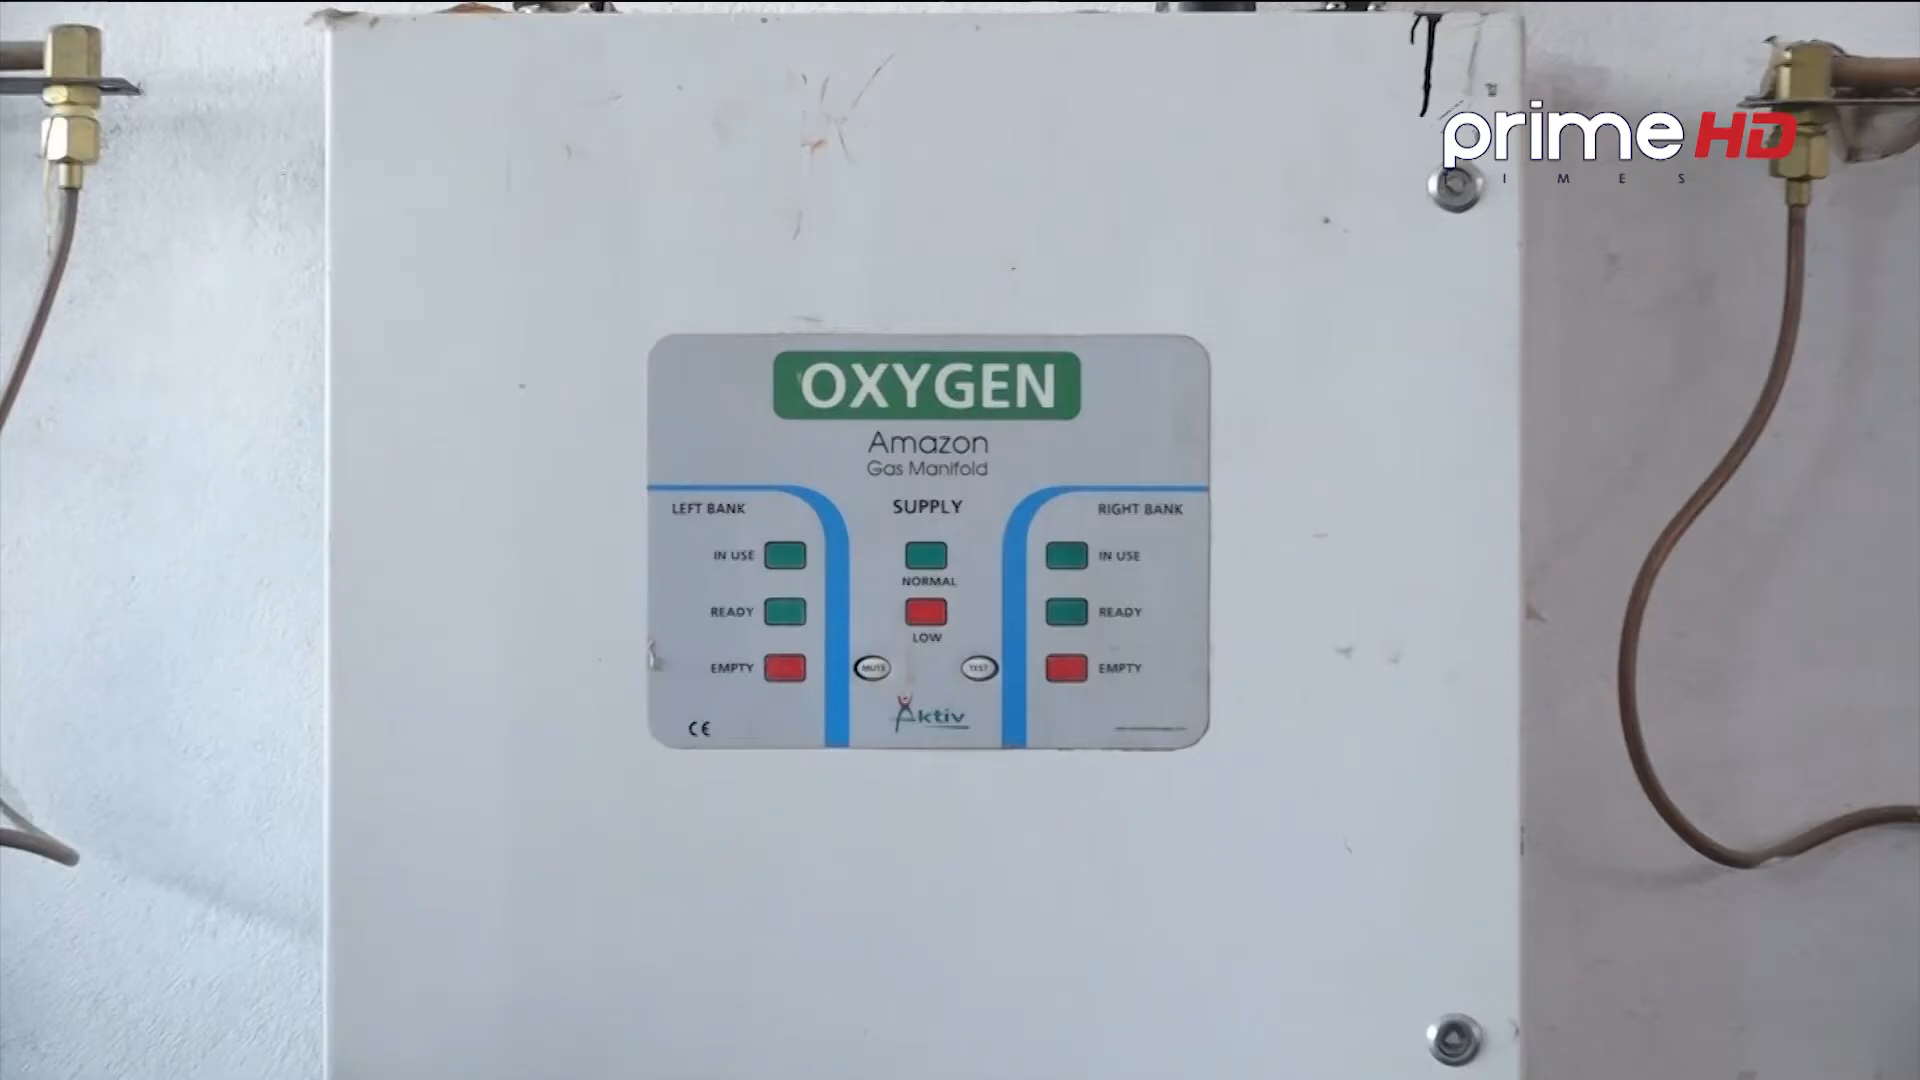 prime HD
IMES
OXYGEN
Amazon
Gas Manifold
LEFT BANK
SUPPLY
RIGHT BANK
IN USE
IN USE
NORMAL
READY
READY
LOW
EMPTY
MUTE
TEST
EMPTY
Aktiv
CE